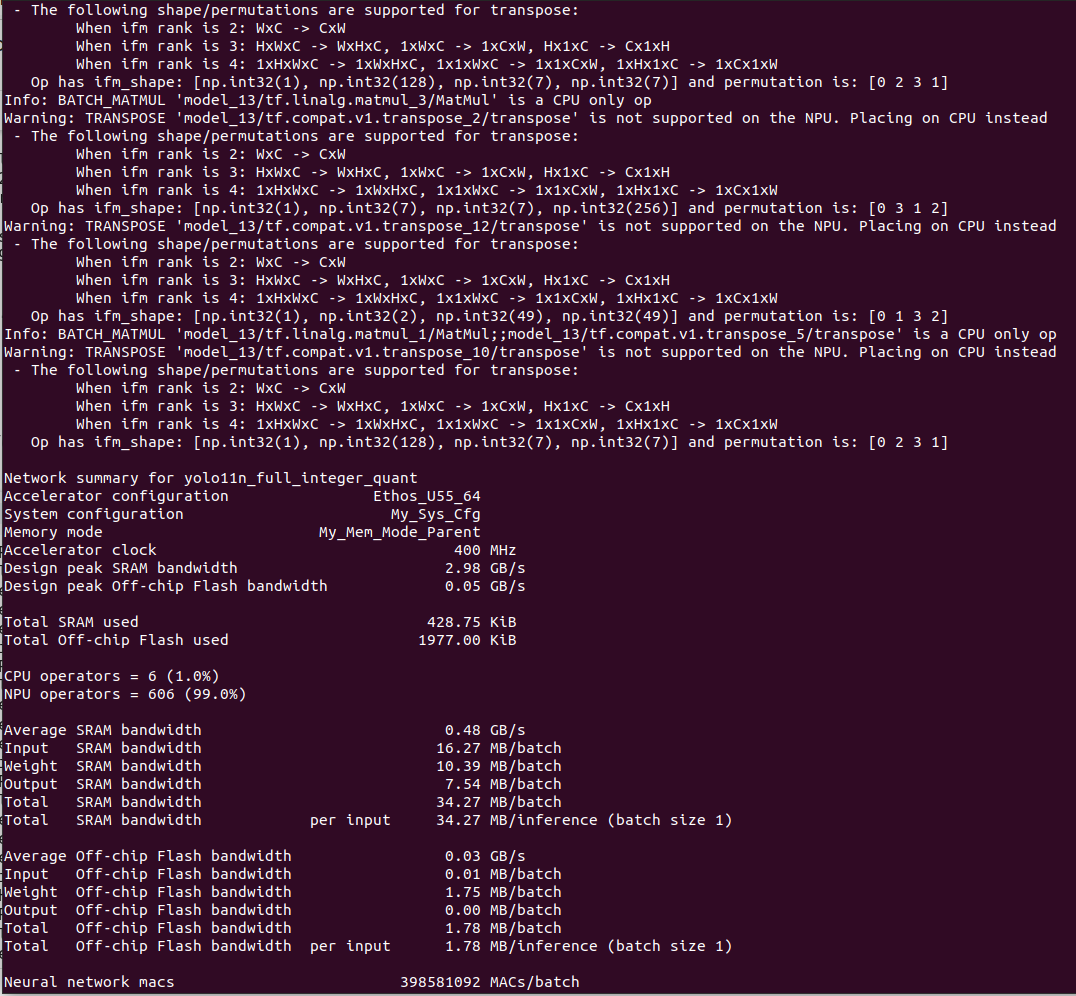 - The following shape/permutations are supported for transpose:
        When ifm rank is 2: WxC -> CxW
        When ifm rank is 3: HxWxC -> WxHxC, 1xWxC -> 1xCxW, Hx1xC -> Cx1xH
        When ifm rank is 4: 1xHxWxC -> 1xWxHxC, 1x1xWxC -> 1x1xCxW, 1xHx1xC -> 1xCx1xW
   Op has ifm_shape: [np.int32(1), np.int32(128), np.int32(7), np.int32(7)] and permutation is: [0 2 3 1]
Info: BATCH_MATMUL 'model_13/tf.linalg.matmul_3/MatMul' is a CPU only op
Warning: TRANSPOSE 'model_13/tf.compat.v1.transpose_2/transpose' is not supported on the NPU. Placing on CPU instead
 - The following shape/permutations are supported for transpose:
        When ifm rank is 2: WxC -> CxW
        When ifm rank is 3: HxWxC -> WxHxC, 1xWxC -> 1xCxW, Hx1xC -> Cx1xH
        When ifm rank is 4: 1xHxWxC -> 1xWxHxC, 1x1xWxC -> 1x1xCxW, 1xHx1xC -> 1xCx1xW
   Op has ifm_shape: [np.int32(1), np.int32(7), np.int32(7), np.int32(256)] and permutation is: [0 3 1 2]
Warning: TRANSPOSE 'model_13/tf.compat.v1.transpose_12/transpose' is not supported on the NPU. Placing on CPU instead
 - The following shape/permutations are supported for transpose:
        When ifm rank is 2: WxC -> CxW
        When ifm rank is 3: HxWxC -> WxHxC, 1xWxC -> 1xCxW, Hx1xC -> Cx1xH
        When ifm rank is 4: 1xHxWxC -> 1xWxHxC, 1x1xWxC -> 1x1xCxW, 1xHx1xC -> 1xCx1xW
   Op has ifm_shape: [np.int32(1), np.int32(2), np.int32(49), np.int32(49)] and permutation is: [0 1 3 2]
Info: BATCH_MATMUL 'model_13/tf.linalg.matmul_1/MatMul;;model_13/tf.compat.v1.transpose_5/transpose' is a CPU only op
Warning: TRANSPOSE 'model_13/tf.compat.v1.transpose_10/transpose' is not supported on the NPU. Placing on CPU instead
 - The following shape/permutations are supported for transpose:
        When ifm rank is 2: WxC -> CxW
        When ifm rank is 3: HxWxC -> WxHxC, 1xWxC -> 1xCxW, Hx1xC -> Cx1xH
        When ifm rank is 4: 1xHxWxC -> 1xWxHxC, 1x1xWxC -> 1x1xCxW, 1xHx1xC -> 1xCx1xW
   Op has ifm_shape: [np.int32(1), np.int32(128), np.int32(7), np.int32(7)] and permutation is: [0 2 3 1]

Network summary for yolo11n_full_integer_quant
Accelerator configuration                Ethos_U55_64
System configuration                       My_Sys_Cfg
Memory mode                        My_Mem_Mode_Parent
Accelerator clock                                 400 MHz
Design peak SRAM bandwidth                       2.98 GB/s
Design peak Off-chip Flash bandwidth             0.05 GB/s

Total SRAM used                                428.75 KiB
Total Off-chip Flash used                     1977.00 KiB

CPU operators = 6 (1.0%)
NPU operators = 606 (99.0%)

Average SRAM bandwidth                           0.48 GB/s
Input   SRAM bandwidth                          16.27 MB/batch
Weight  SRAM bandwidth                          10.39 MB/batch
Output  SRAM bandwidth                           7.54 MB/batch
Total   SRAM bandwidth                          34.27 MB/batch
Total   SRAM bandwidth            per input     34.27 MB/inference (batch size 1)

Average Off-chip Flash bandwidth                 0.03 GB/s
Input   Off-chip Flash bandwidth                 0.01 MB/batch
Weight  Off-chip Flash bandwidth                 1.75 MB/batch
Output  Off-chip Flash bandwidth                 0.00 MB/batch
Total   Off-chip Flash bandwidth                 1.78 MB/batch
Total   Off-chip Flash bandwidth  per input      1.78 MB/inference (batch size 1)

Neural network macs                         398581092 MACs/batch